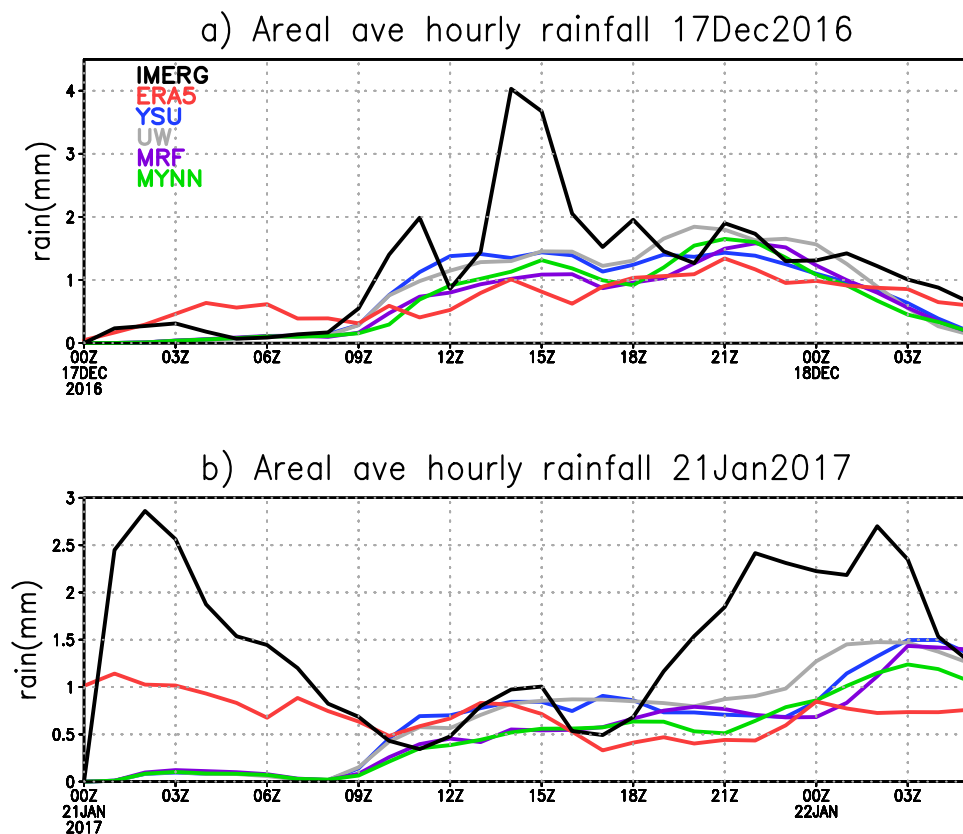 a) Areal ave hourly rainfall 17Dec2016
IMERG
ERA5
YSU
UW
MRF
MYNN
rain(mm)
4
3
2
1
0
00Z 03Z 06Z 09Z 12Z 15Z 18Z 21Z 00Z 03Z
17DEC 18DEC
2016
b) Areal ave hourly rainfall 21Jan2017
rain(mm)
3
2.5
2
1.5
1
0.5
0
00Z 03Z 06Z 09Z 12Z 15Z 18Z 21Z 00Z 03Z
21JAN 22JAN
2017